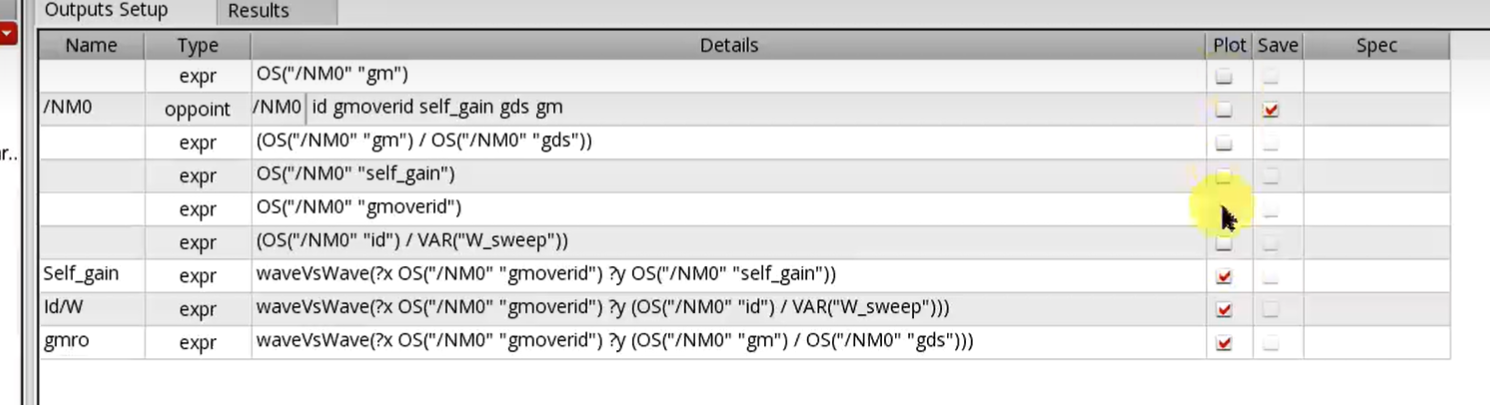 Outputs Setup Results
Name Type Details Plot Save Spec
expr OS("/NM0" "gm")
/NM0 oppoint /NM0 id gmoverid self_gain gds gm
expr (OS("/NM0" "gm") / OS("/NM0" "gds"))
r.. expr OS("/NM0" "self_gain")
expr OS("/NM0" "gmoverid")
expr (OS("/NM0" "id") / VAR("W_sweep"))
Self_gain expr waveVsWave(?x OS("/NM0" "gmoverid") ?y OS("/NM0" "self_gain"))
Id/W expr waveVsWave(?x OS("/NM0" "gmoverid") ?y (OS("/NM0" "id") / VAR("W_sweep")))
gmro expr waveVsWave(?x OS("/NM0" "gmoverid") ?y (OS("/NM0" "gm") / OS("/NM0" "gds")))